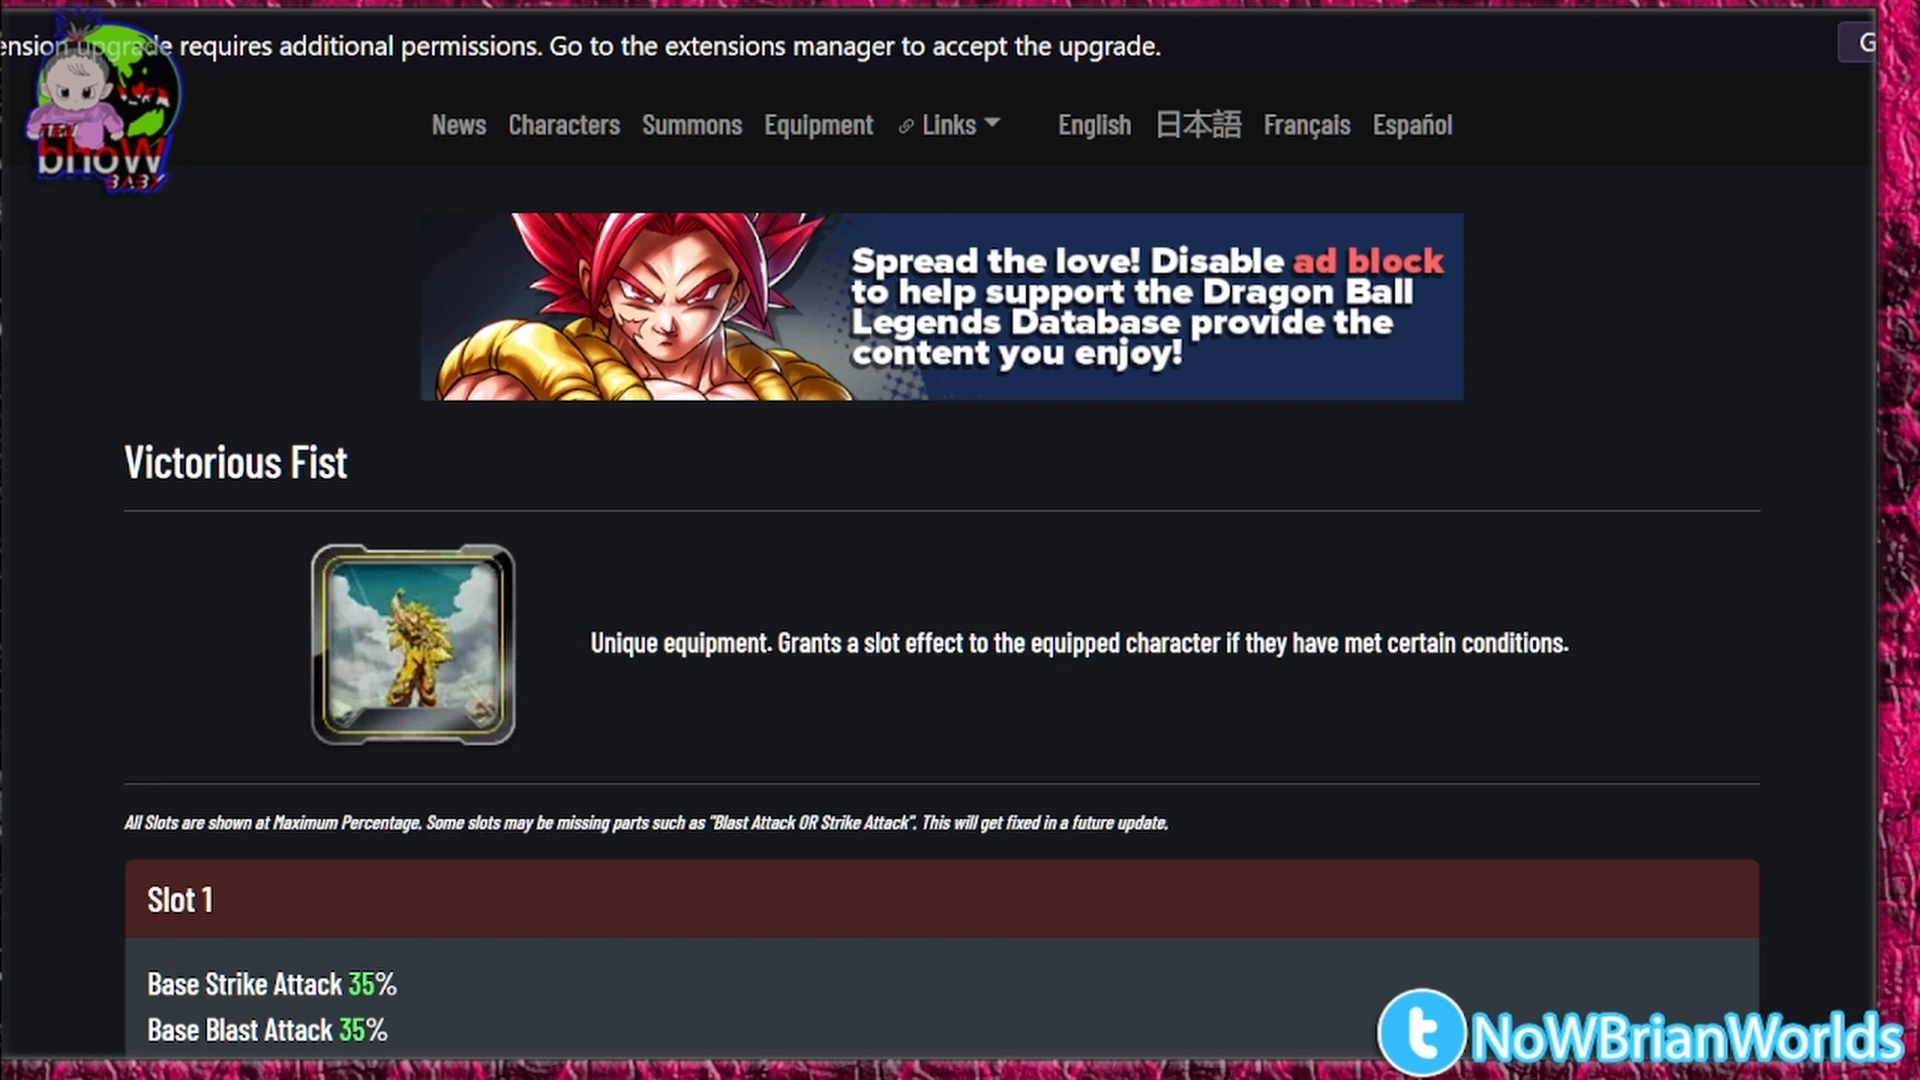 ension upgrade requires additional permissions. Go to the extensions manager to accept the upgrade.
G
THE
bhoW
BABY
News Characters Summons Equipment Links English 日本語 Français Español
Spread the love! Disable ad block
to help support the Dragon Ball
Legends Database provide the
content you enjoy!
Victorious Fist
Unique equipment. Grants a slot effect to the equipped character if they have met certain conditions.
All Slots are shown at Maximum Percentage. Some slots may be missing parts such as "Blast Attack OR Strike Attack". This will get fixed in a future update.
Slot 1
Base Strike Attack 35%
Base Blast Attack 35%
NoWBrianWorlds